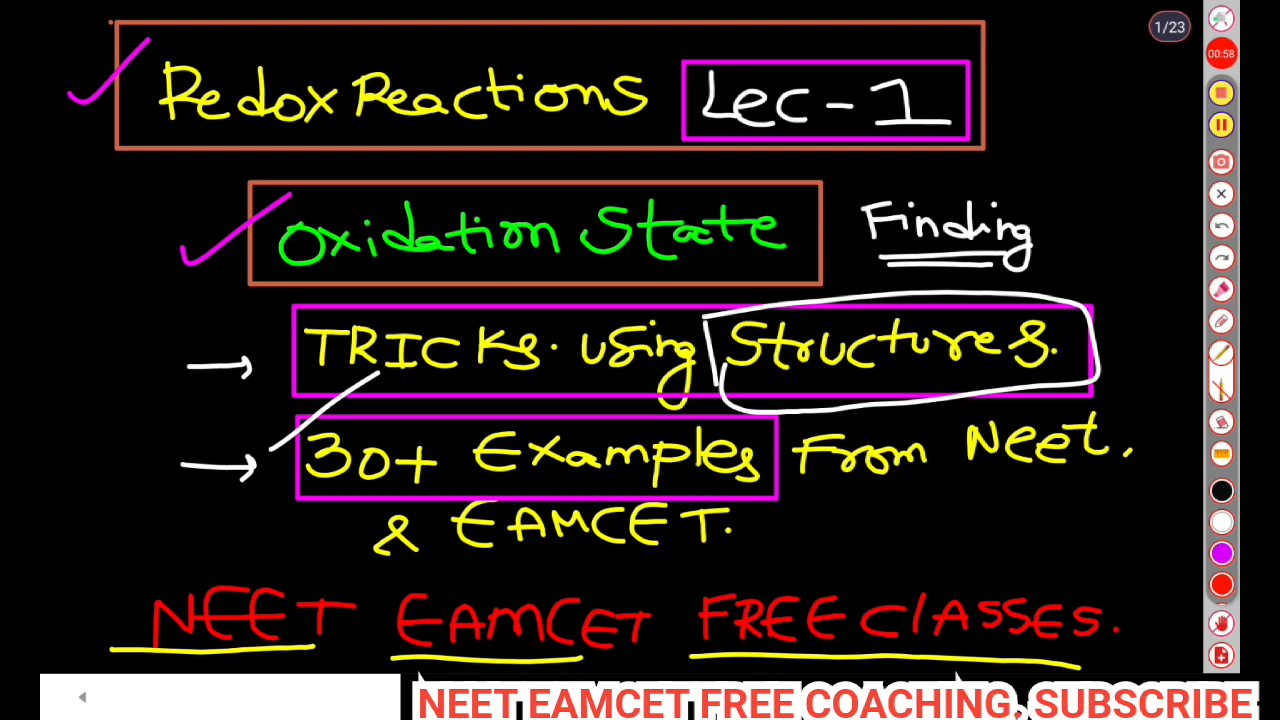 1/23
00:58
Redox Reactions Lec-1
Oxidation State Finding
TRICKs. using Structures.
30+ Examples From Neet.
& EAMCET.
NEET EAMCET FREE ClASSES.
NEET EAMCET FREE COACHING, SUBSCRIBE